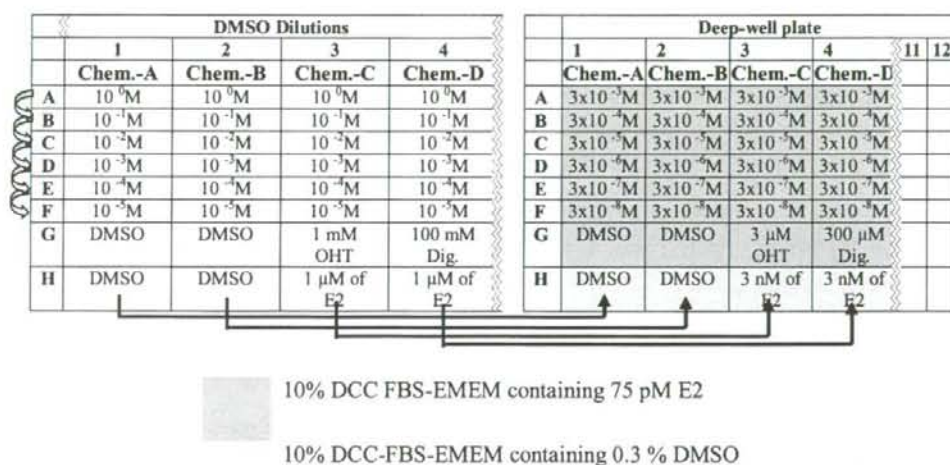 DMSO Dilutions Deep-well plate
1 2 3 4 1 2 3 4 11 12
Chem.-A Chem.-B Chem.-C Chem.-D Chem.-A Chem.-B Chem.-C Chem.-D
A 10 ⁰M 10 ⁰M 10 ⁰M 10 ⁰M A 3x10 ⁻³M 3x10 ⁻³M 3x10 ⁻³M 3x10 ⁻³M
B 10 ⁻¹M 10 ⁻¹M 10 ⁻¹M 10 ⁻¹M B 3x10 ⁻⁴M 3x10 ⁻⁴M 3x10 ⁻⁴M 3x10 ⁻⁴M
C 10 ⁻²M 10 ⁻²M 10 ⁻²M 10 ⁻²M C 3x10 ⁻⁵M 3x10 ⁻⁵M 3x10 ⁻⁵M 3x10 ⁻⁵M
D 10 ⁻³M 10 ⁻³M 10 ⁻³M 10 ⁻³M D 3x10 ⁻⁶M 3x10 ⁻⁶M 3x10 ⁻⁶M 3x10 ⁻⁶M
E 10 ⁻⁴M 10 ⁻⁴M 10 ⁻⁴M 10 ⁻⁴M E 3x10 ⁻⁷M 3x10 ⁻⁷M 3x10 ⁻⁷M 3x10 ⁻⁷M
F 10 ⁻⁵M 10 ⁻⁵M 10 ⁻⁵M 10 ⁻⁵M F 3x10 ⁻⁸M 3x10 ⁻⁸M 3x10 ⁻⁸M 3x10 ⁻⁸M
G DMSO DMSO 1 mM 100 mM G DMSO DMSO 3 µM 300 µM
OHT Dig. OHT Dig.
H DMSO DMSO 1 µM of 1 µM of H DMSO DMSO 3 nM of 3 nM of
E2 E2 E2 E2
10% DCC FBS-EMEM containing 75 pM E2
10% DCC-FBS-EMEM containing 0.3 % DMSO